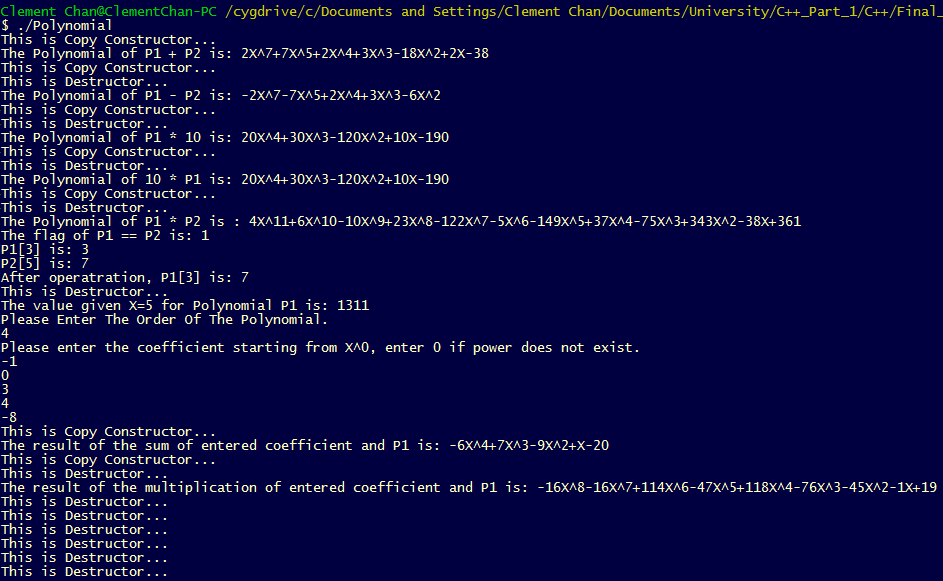 Clement Chan@ClementChan-PC /cygdrive/c/Documents and Settings/Clement Chan/Documents/University/C++_Part_1/C++/Final_
$ ./Polynomial
This is Copy Constructor...
The Polynomial of P1 + P2 is: 2X^7+7X^5+2X^4+3X^3-18X^2+2X-38
This is Copy Constructor...
This is Destructor...
The Polynomial of P1 - P2 is: -2X^7-7X^5+2X^4+3X^3-6X^2
This is Copy Constructor...
This is Destructor...
The Polynomial of P1 * 10 is: 20X^4+30X^3-120X^2+10X-190
This is Copy Constructor...
This is Destructor...
The Polynomial of 10 * P1 is: 20X^4+30X^3-120X^2+10X-190
This is Copy Constructor...
This is Destructor...
The Polynomial of P1 * P2 is : 4X^11+6X^10-10X^9+23X^8-122X^7-5X^6-149X^5+37X^4-75X^3+343X^2-38X+361
The flag of P1 == P2 is: 1
P1[3] is: 3
P2[5] is: 7
After operatration, P1[3] is: 7
This is Destructor...
The value given X=5 for Polynomial P1 is: 1311
Please Enter The Order Of The Polynomial.
4
Please enter the coefficient starting from X^0, enter 0 if power does not exist.
-1
0
3
4
-8
This is Copy Constructor...
The result of the sum of entered coefficient and P1 is: -6X^4+7X^3-9X^2+X-20
This is Copy Constructor...
This is Destructor...
The result of the multiplication of entered coefficient and P1 is: -16X^8-16X^7+114X^6-47X^5+118X^4-76X^3-45X^2-1X+19
This is Destructor...
This is Destructor...
This is Destructor...
This is Destructor...
This is Destructor...
This is Destructor...